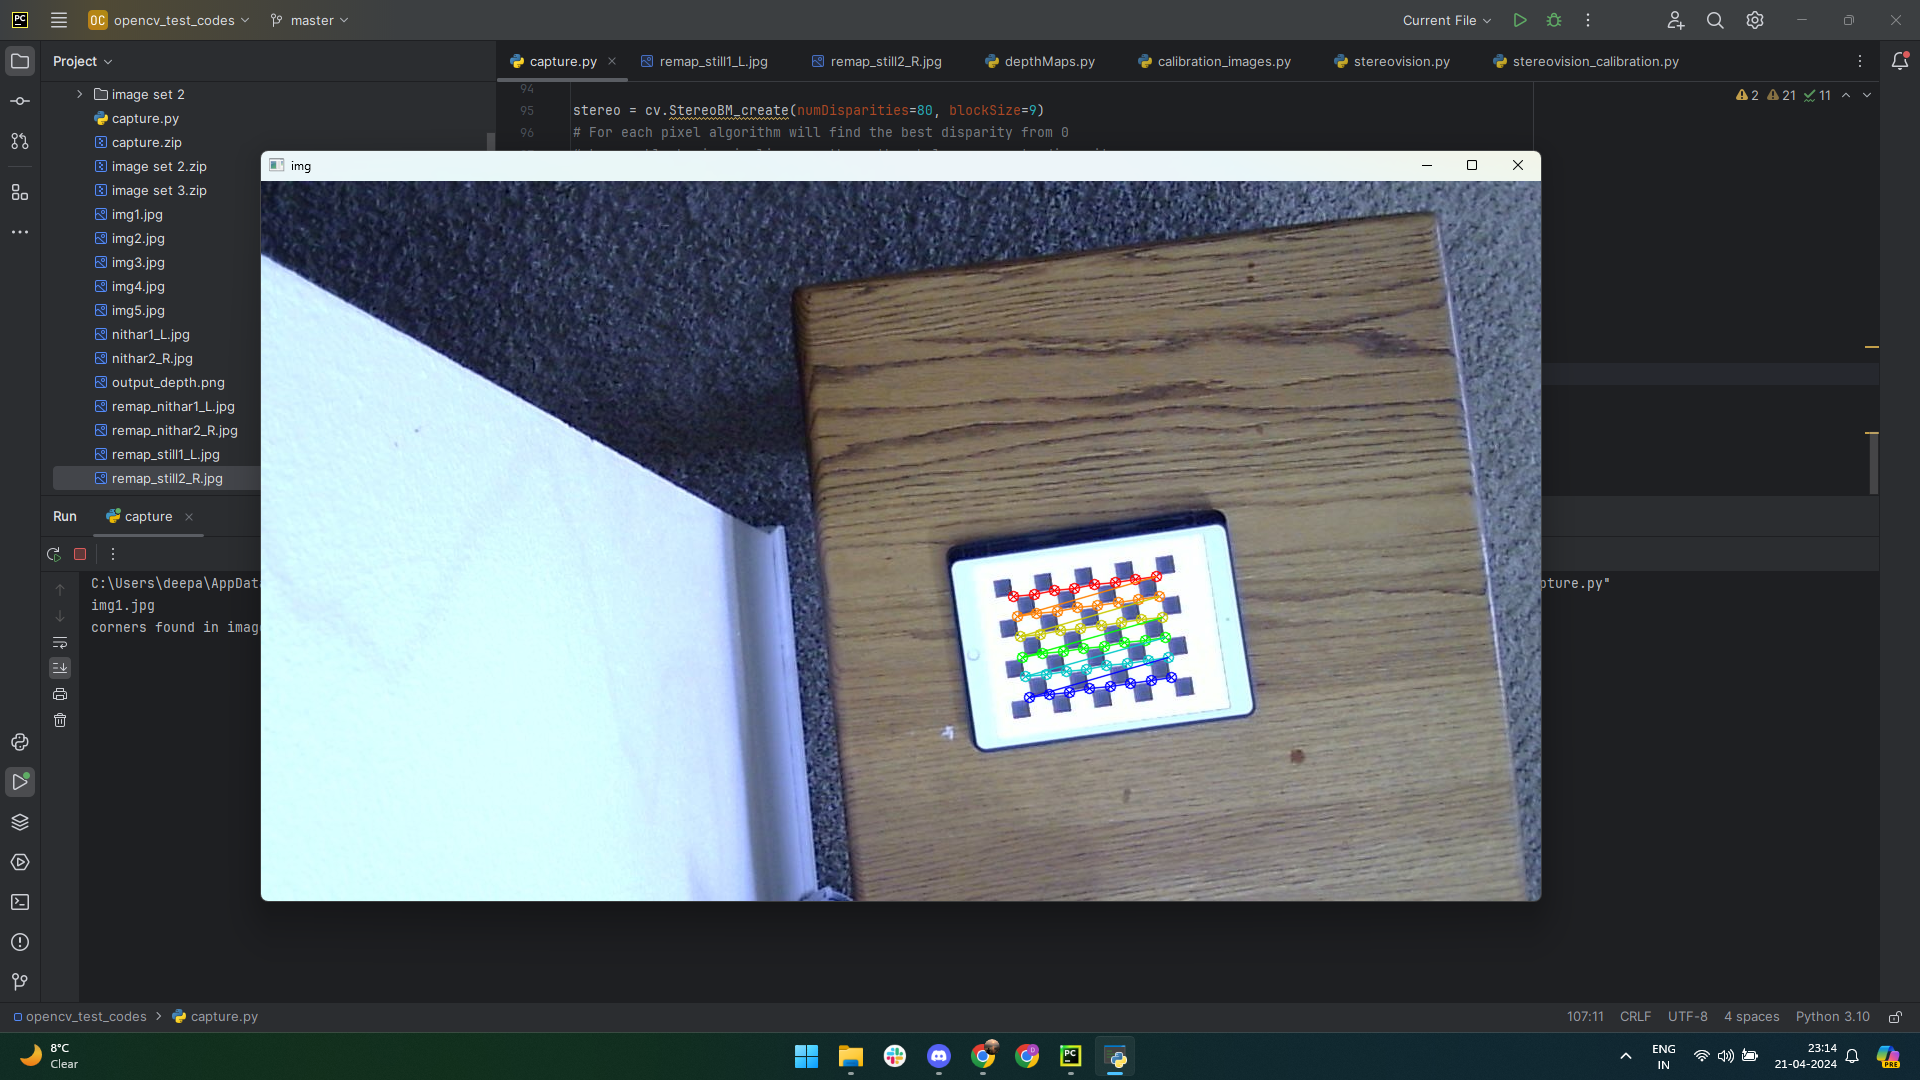 PC
OC opencv_test_codes
master
Current File
Project
capture.py
remap_still1_L.jpg
remap_still2_R.jpg
depthMaps.py
calibration_images.py
stereovision.py
stereovision_calibration.py
image set 2
capture.py
capture.zip
image set 2.zip
image set 3.zip
img1.jpg
img2.jpg
img3.jpg
img4.jpg
img5.jpg
nithar1_L.jpg
nithar2_R.jpg
output_depth.png
remap_nithar1_L.jpg
remap_nithar2_R.jpg
remap_still1_L.jpg
remap_still2_R.jpg
94
95 stereo = cv.StereoBM_create(numDisparities=80, blockSize=9)
96 # For each pixel algorithm will find the best disparity from 0
2 21 11
img
Run
capture
C:\Users\deepa\AppData
pture.py"
img1.jpg
corners found in imag
opencv_test_codes > capture.py
107:11 CRLF UTF-8 4 spaces Python 3.10
8°C
Clear
PC
ENG
IN
23:14
21-04-2024
PRE